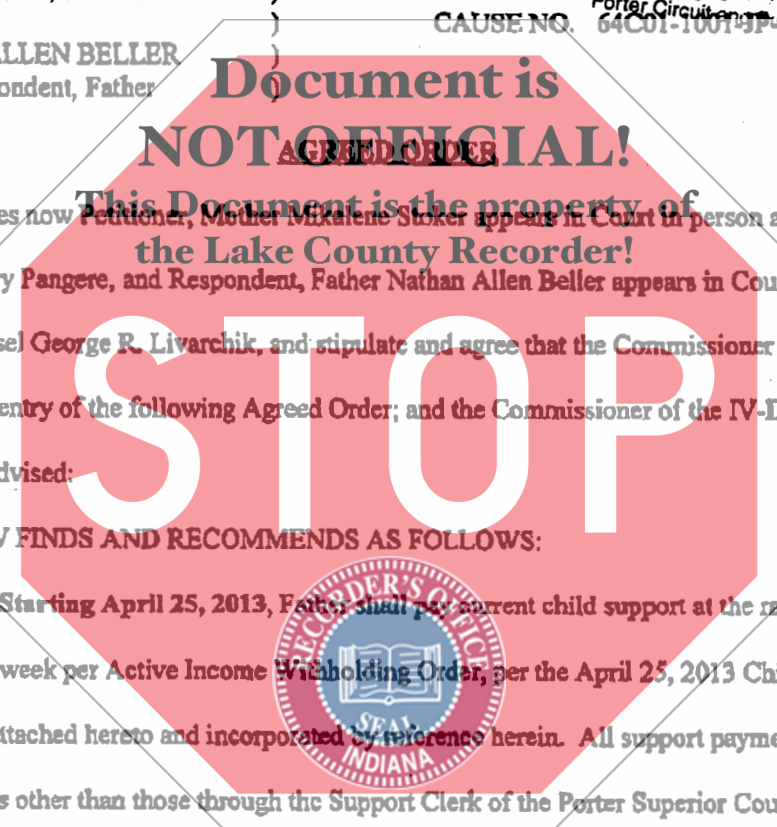 Porter Circuit
)
CAUSE NO. 64C01-1007-JP-
ALLEN BELLER )
ondent, Father )
Document is
NOT OFFICIAL!
AGREED ORDER
This Document is the property of
the Lake County Recorder!
es now Petitioner, Mother Mixalene Stoker appears in Court in person a
y Pangere, and Respondent, Father Nathan Allen Beller appears in Cou
sel George R. Livarchik, and stipulate and agree that the Commissioner
entry of the following Agreed Order; and the Commissioner of the IV-D
dvised:
STOP
FINDS AND RECOMMENDS AS FOLLOWS:
Starting April 25, 2013, Father shall pay current child support at the ra
week per Active Income Withholding Order, per the April 25, 2013 Chi
ttached hereto and incorporated by reference herein. All support payme
s other than those through the Support Clerk of the Porter Superior Cou
RECORDER'S OFFICE
SEAL
INDIANA